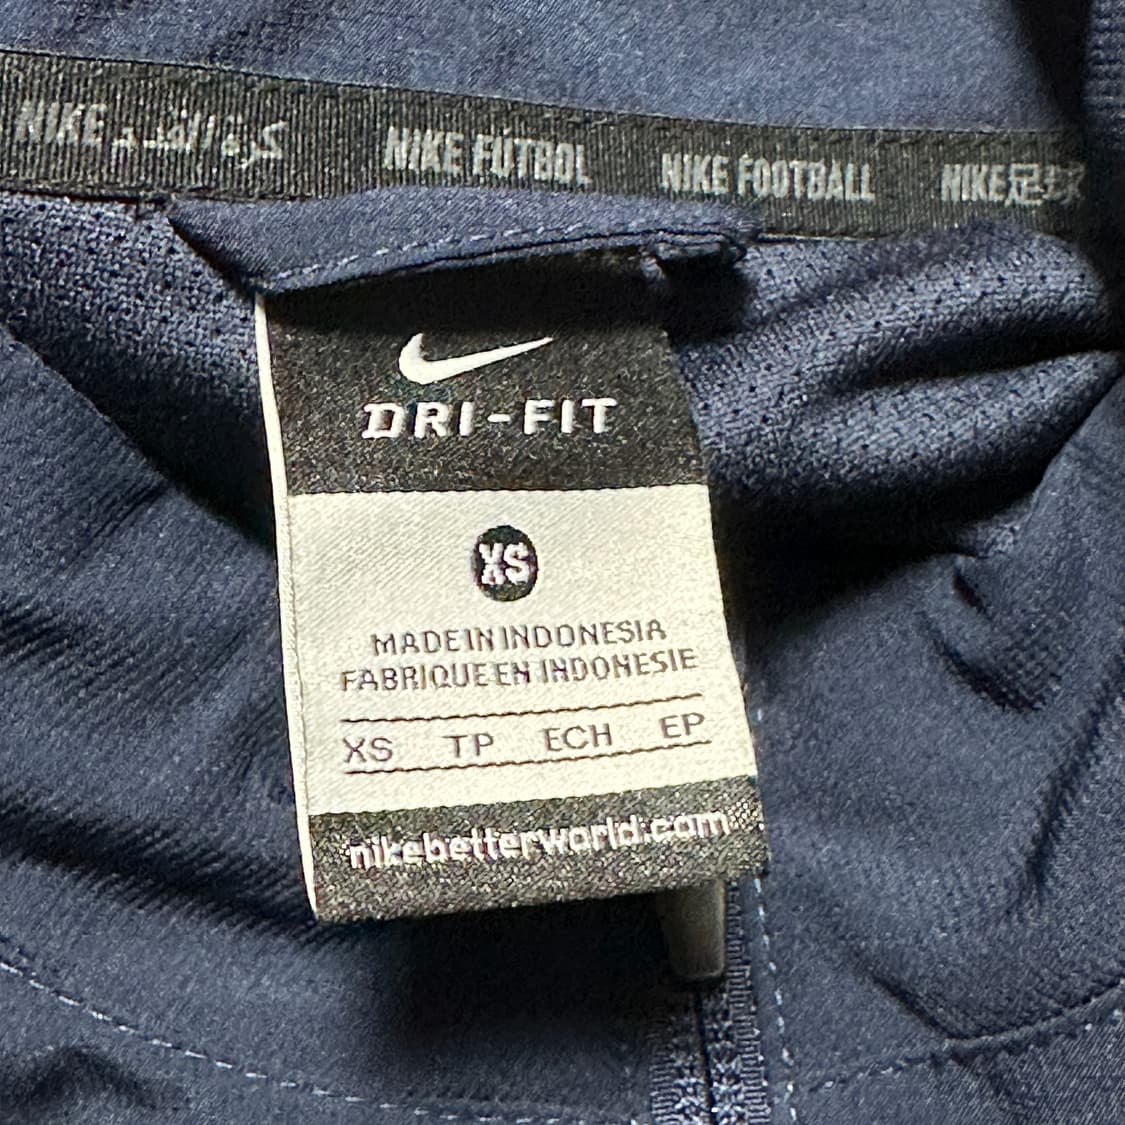 NIKE كرة القدم NIKE FÚTBOL NIKE FOOTBALL NIKE足球
DRI-FIT
XS
MADE IN INDONESIA
FABRIQUE EN INDONESIE
XS TP ECH EP
nikebetterworld.com